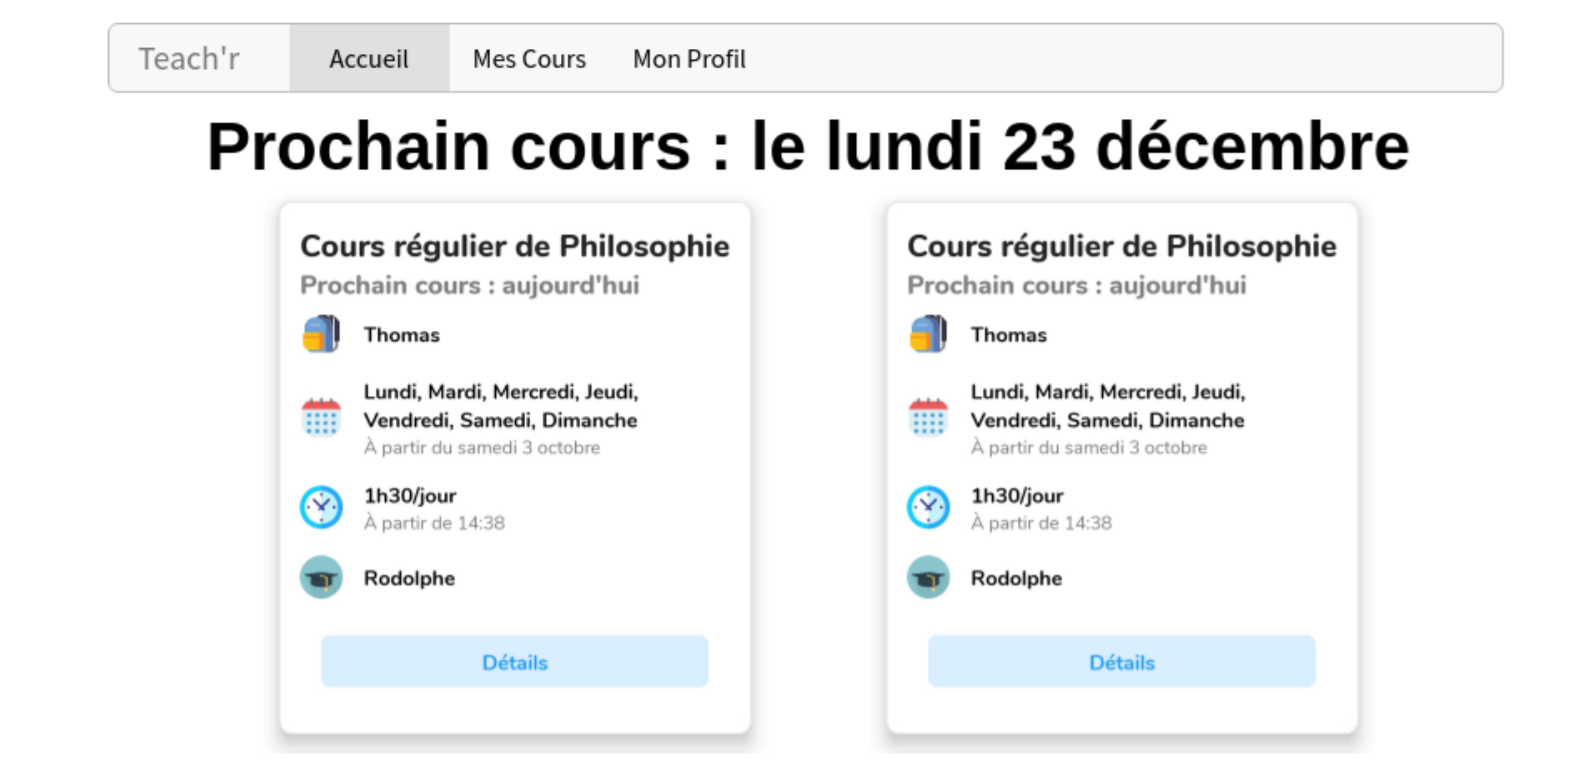 Teach'r Accueil Mes Cours Mon Profil
Prochain cours : le lundi 23 décembre
Cours régulier de Philosophie
Prochain cours : aujourd'hui
Thomas
Lundi, Mardi, Mercredi, Jeudi,
Vendredi, Samedi, Dimanche
À partir du samedi 3 octobre
1h30/jour
À partir de 14:38
Rodolphe
Détails
Cours régulier de Philosophie
Prochain cours : aujourd'hui
Thomas
Lundi, Mardi, Mercredi, Jeudi,
Vendredi, Samedi, Dimanche
À partir du samedi 3 octobre
1h30/jour
À partir de 14:38
Rodolphe
Détails